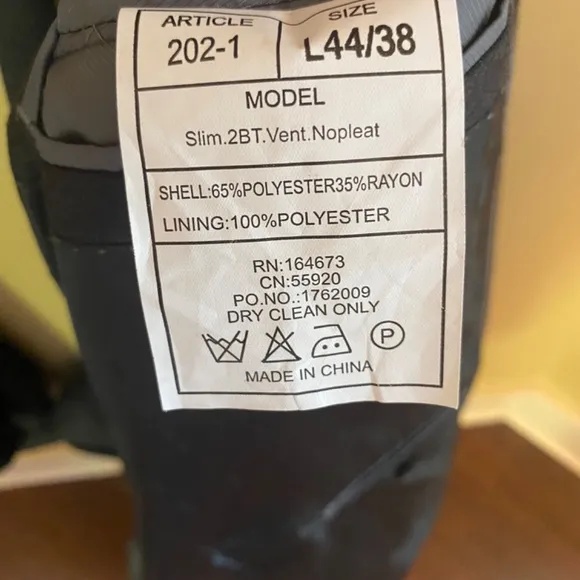 ARTICLE
SIZE
202-1
L44/38
MODEL
Slim.2BT.Vent.Nopleat
SHELL:65%POLYESTER35%RAYON
LINING:100%POLYESTER
RN:164673
CN:55920
PO.NO.:1762009
DRY CLEAN ONLY
P
MADE IN CHINA